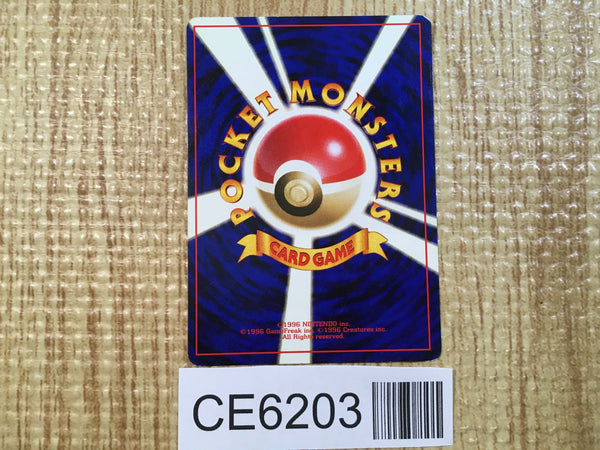 POCKET MONSTERS
CARD GAME
©1996 NINTENDO inc.
©1996 GameFreak inc. ©1996 Creatures inc.
All Rights reserved.
CE6203